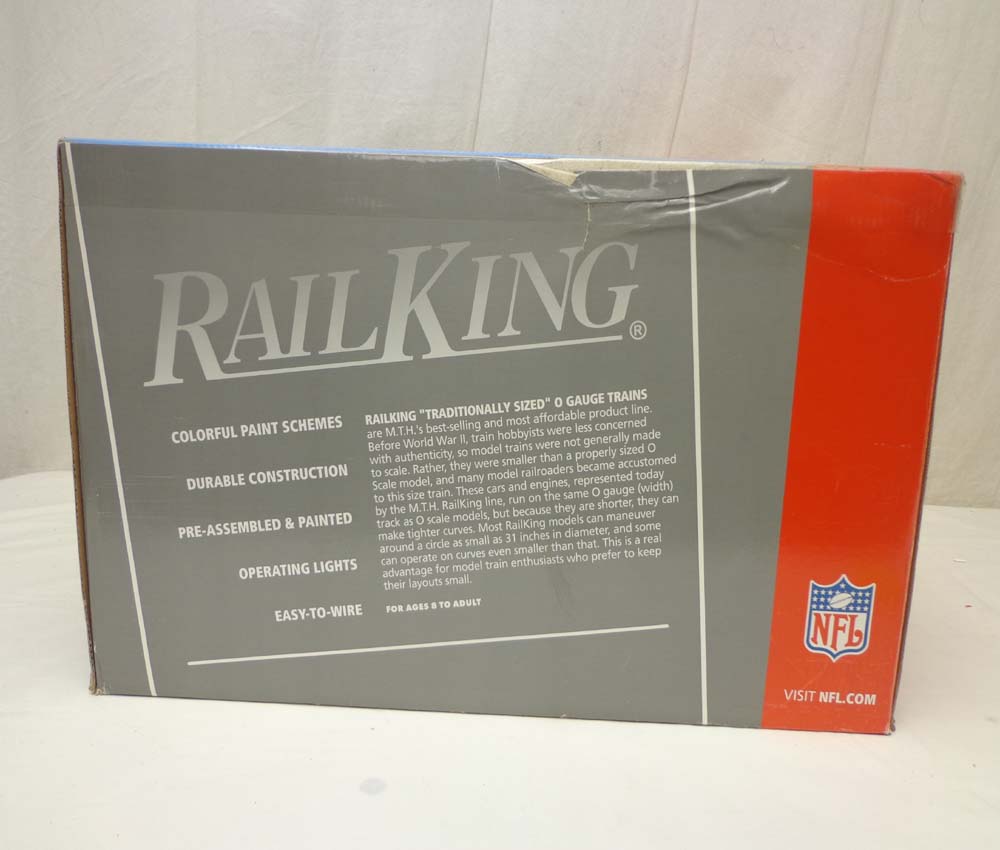 RAILKING®
COLORFUL PAINT SCHEMES
DURABLE CONSTRUCTION
PRE-ASSEMBLED & PAINTED
OPERATING LIGHTS
EASY-TO-WIRE
RAILKING "TRADITIONALLY SIZED" O GAUGE TRAINS
are M.T.H.'s best-selling and most affordable product line.
Before World War II, train hobbyists were less concerned
with authenticity, so model trains were not generally made
to scale. Rather, they were smaller than a properly sized O
Scale model, and many model railroaders became accustomed
to this size train. These cars and engines, represented today
by the M.T.H. RailKing line, run on the same O gauge (width)
track as O scale models, but because they are shorter, they can
make tighter curves. Most RailKing models can maneuver
around a circle as small as 31 inches in diameter, and some
can operate on curves even smaller than that. This is a real
advantage for model train enthusiasts who prefer to keep
their layouts small.
FOR AGES 8 TO ADULT
NFL
VISIT NFL.COM